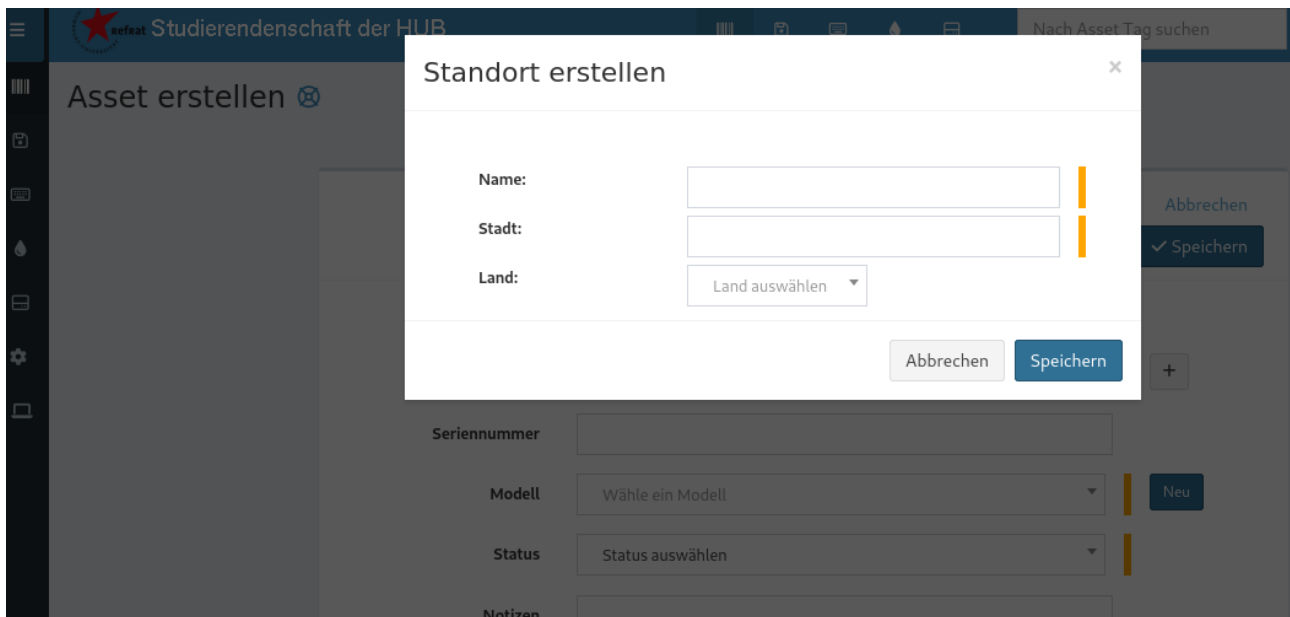 Refrat Studierendenschaft der HUB
Nach Asset Tag suchen
Asset erstellen
Standort erstellen
×
Name:
Stadt:
Land:
Land auswählen
Abbrechen
Speichern
Abbrechen
Speichern
+
Seriennummer
Modell
Wähle ein Modell
Neu
Status
Status auswählen
Notizen